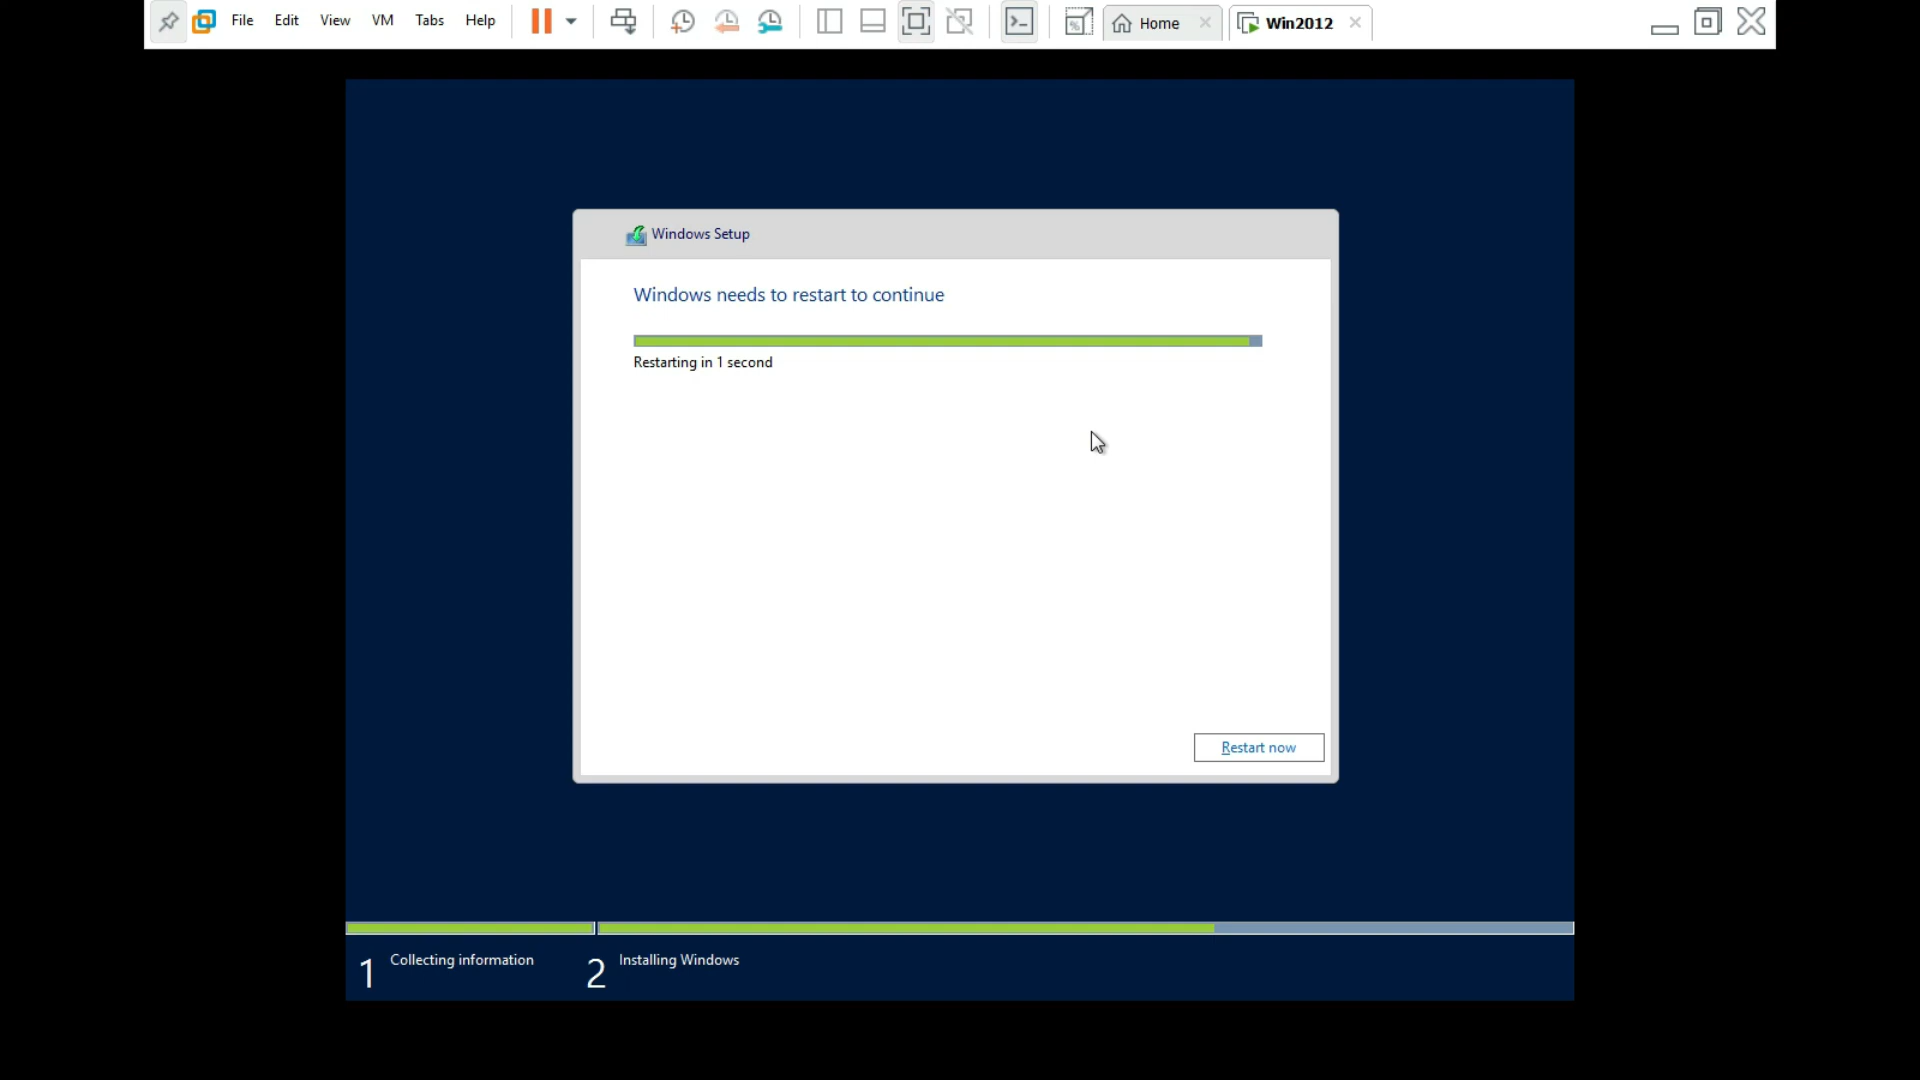 File Edit View VM Tabs Help Home Win2012
Windows Setup
Windows needs to restart to continue
Restarting in 1 second
Restart now
1 Collecting information 2 Installing Windows